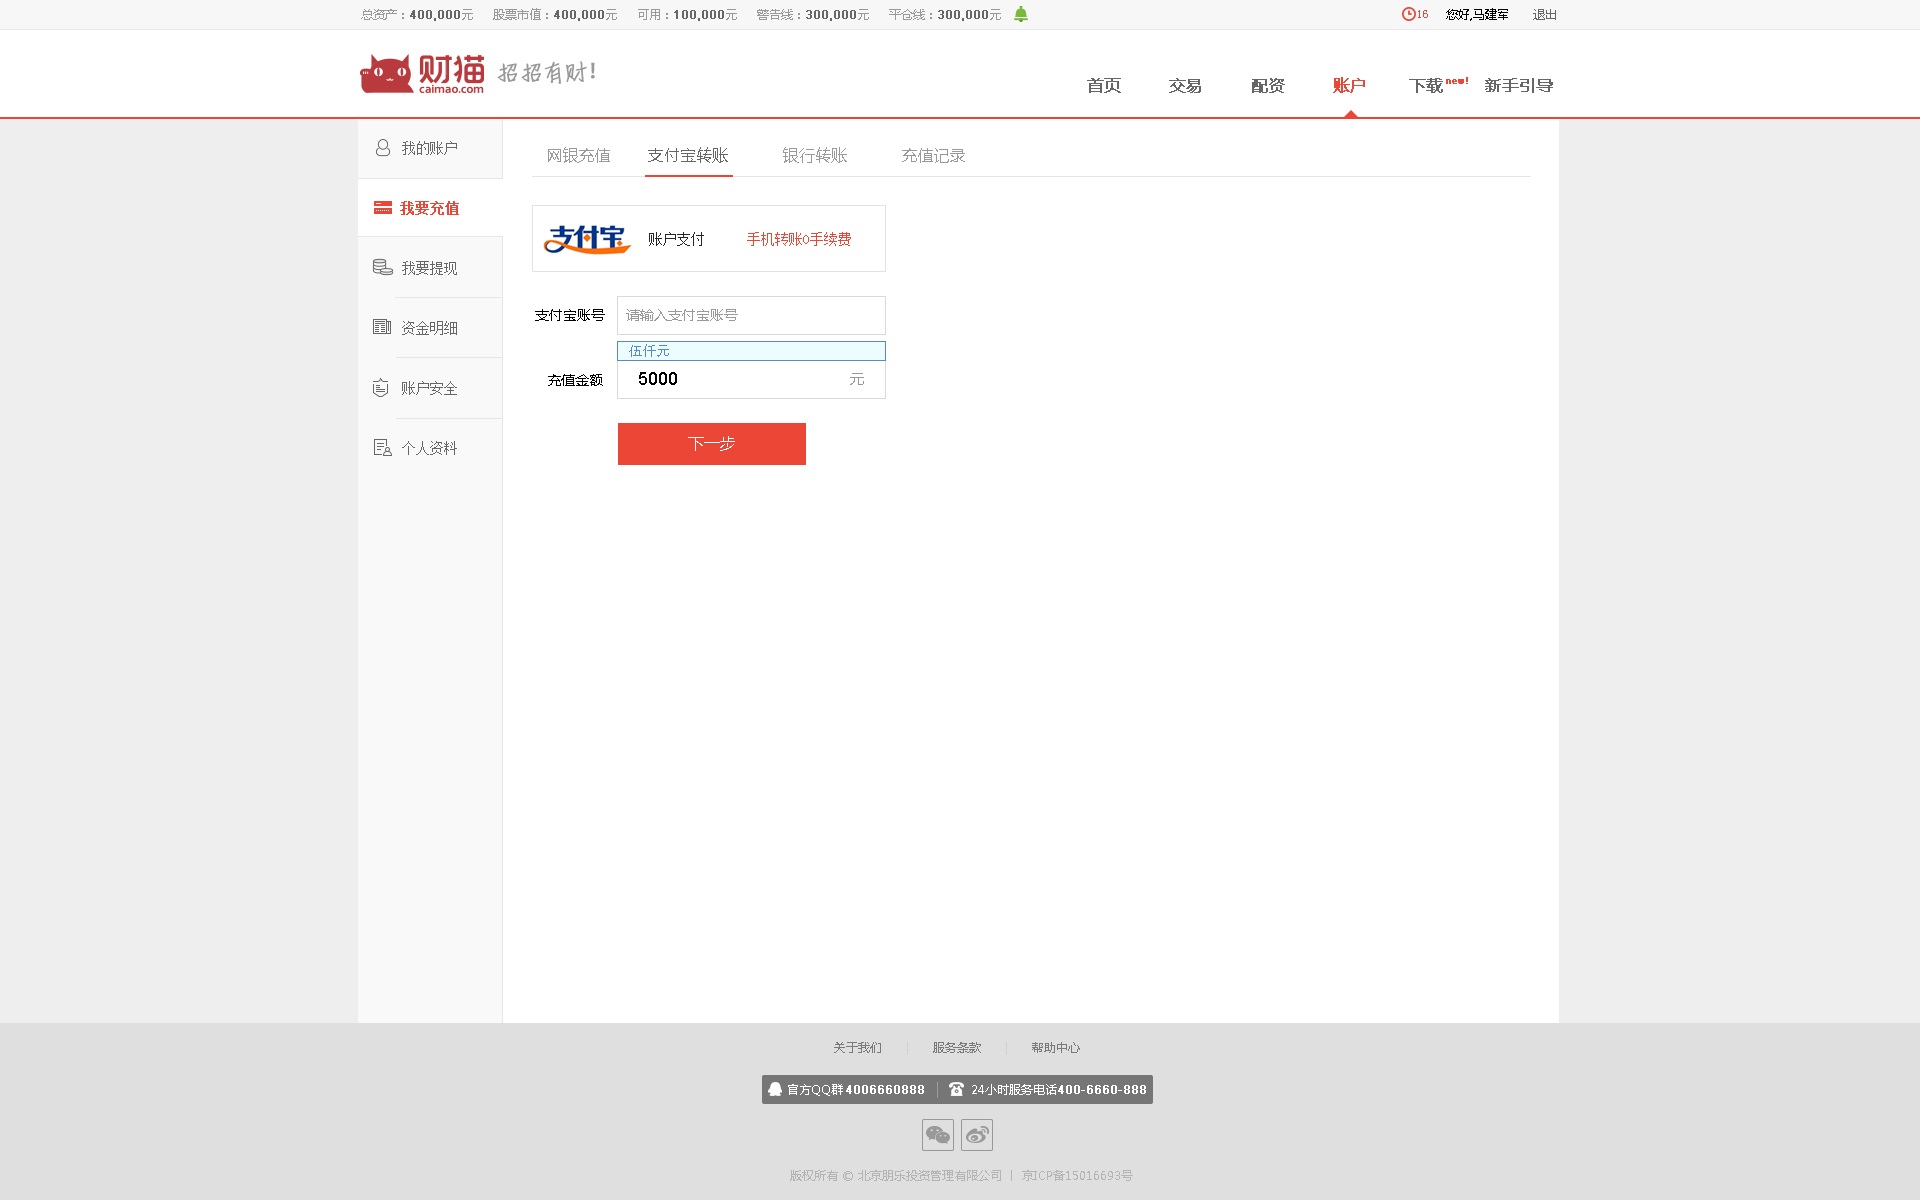 总资产：400,000元 股票市值：400,000元 可用：100,000元 警告线：300,000元 平仓线：300,000元 16 您好,马建军 退出
财猫 caimao.com 招招有财!
首页 交易 配资 账户 下载new! 新手引导
我的账户
我要充值
我要提现
资金明细
账户安全
个人资料
网银充值 支付宝转账 银行转账 充值记录
支付宝 账户支付 手机转账0手续费
支付宝账号 请输入支付宝账号
伍仟元
充值金额 5000 元
下一步
关于我们 服务条款 帮助中心
官方QQ群4006660888 24小时服务电话400-6660-888
版权所有 © 北京朋乐投资管理有限公司 | 京ICP备15016693号